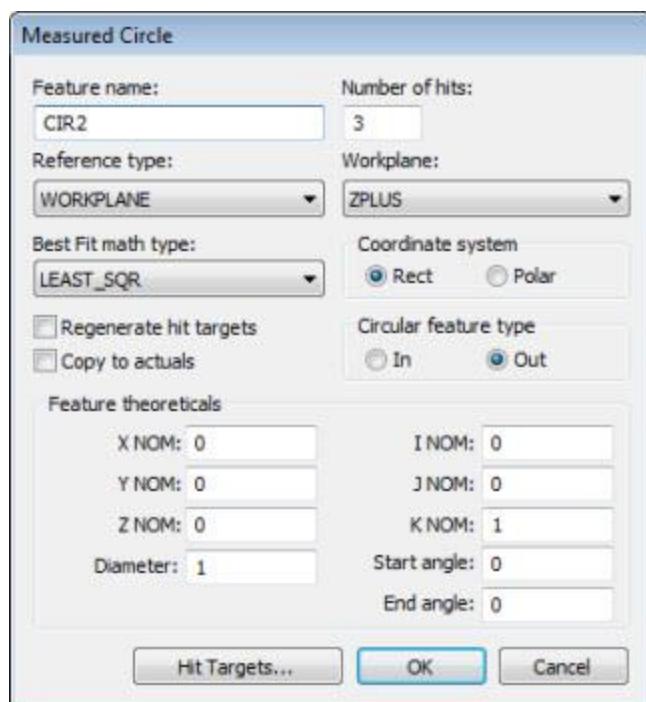 Measured Circle
Feature name: Number of hits:
CIR2 3
Reference type: Workplane:
WORKPLANE ZPLUS
Best Fit math type: Coordinate system
LEAST_SQR Rect Polar
Regenerate hit targets Circular feature type
Copy to actuals In Out
Feature theoreticals
X NOM: 0 I NOM: 0
Y NOM: 0 J NOM: 0
Z NOM: 0 K NOM: 1
Diameter: 1 Start angle: 0
End angle: 0
Hit Targets... OK Cancel